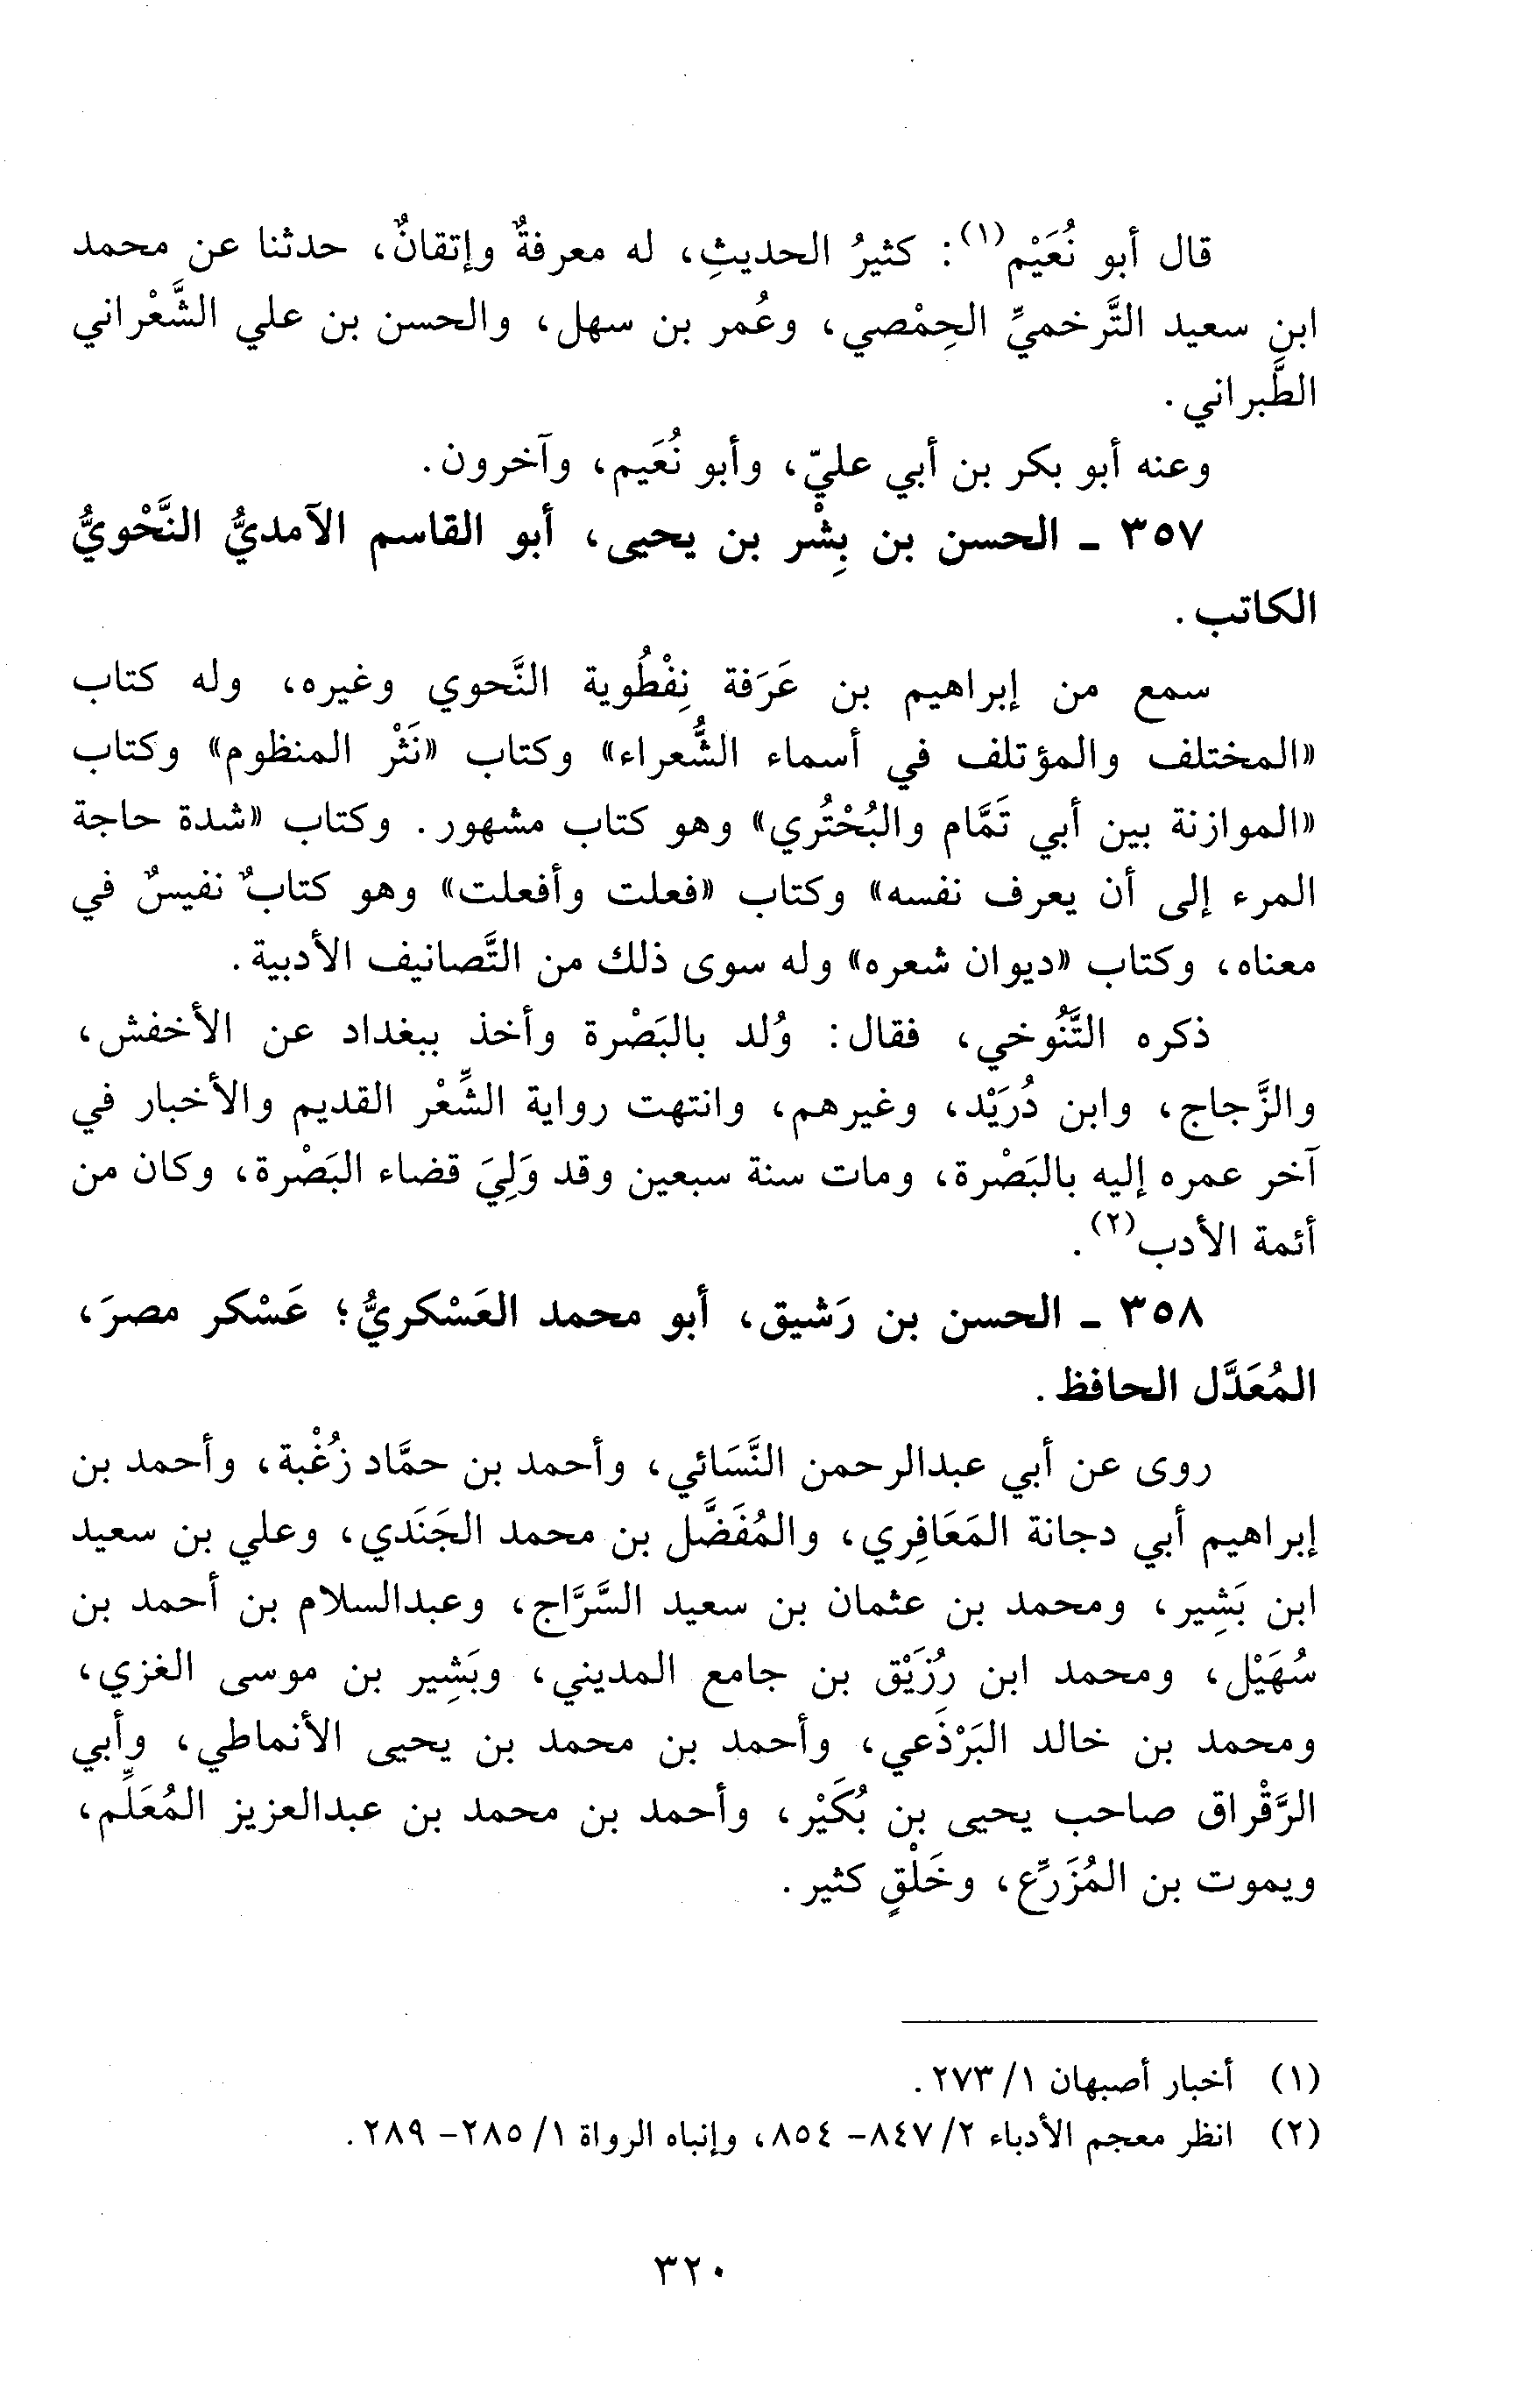 قال أبو نُعَيْم(١): كثيرُ الحديثِ، له معرفةٌ وإتقانٌ، حدثنا عن محمد
ابن سعيد التَّرخميِّ الحِمْصي، وعُمر بن سهل، والحسن بن علي الشَّعْراني
الطَّبراني.
وعنه أبو بكر بن أبي عليّ، وأبو نُعَيم، وآخرون.
٣٥٧ ـ الحسن بن بِشْر بن يحيى، أبو القاسم الآمديُّ النَّحْويُّ
الكاتب.
سمع من إبراهيم بن عَرَفة نِفْطُوية النَّحوي وغيره، وله كتاب
«المختلف والمؤتلف في أسماء الشُّعراء» وكتاب «نَثْر المنظوم» وكتاب
«الموازنة بين أبي تَمَّام والبُحْتُري» وهو كتاب مشهور. وكتاب «شدة حاجة
المرء إلى أن يعرف نفسه» وكتاب «فعلت وأفعلت» وهو كتابٌ نفيسٌ في
معناه، وكتاب «ديوان شعره» وله سوى ذلك من التَّصانيف الأدبية.
ذكره التَّنُوخي، فقال: وُلد بالبَصْرة وأخذ ببغداد عن الأخفش،
والزَّجاج، وابن دُرَيْد، وغيرهم، وانتهت رواية الشِّعْر القديم والأخبار في
آخر عمره إليه بالبَصْرة، ومات سنة سبعين وقد وَلِيَ قضاء البَصْرة، وكان من
أئمة الأدب(٢).
٣٥٨ ـ الحسن بن رَشيق، أبو محمد العَسْكريُّ؛ عَسْكر مصرَ،
المُعَدَّل الحافظ.
روى عن أبي عبدالرحمن النَّسَائي، وأحمد بن حمَّاد زُغْبة، وأحمد بن
إبراهيم أبي دجانة المَعَافِري، والمُفَضَّل بن محمد الجَنَدي، وعلي بن سعيد
ابن بَشِير، ومحمد بن عثمان بن سعيد السَّرَّاج، وعبدالسلام بن أحمد بن
سُهَيْل، ومحمد ابن رُزَيْق بن جامع المديني، وبَشِير بن موسى الغزي،
ومحمد بن خالد البَرْذَعي، وأحمد بن محمد بن يحيى الأنماطي، وأبي
الرَّقْراق صاحب يحيى بن بُكَيْر، وأحمد بن محمد بن عبدالعزيز المُعَلِّم،
ويموت بن المُزَرِّع، وخَلْقٍ كثير.
(١) أخبار أصبهان ١/ ٢٧٣.
(٢) انظر معجم الأدباء ٢/ ٨٤٧- ٨٥٤، وإنباه الرواة ١/ ٢٨٥- ٢٨٩.
٣٢٠